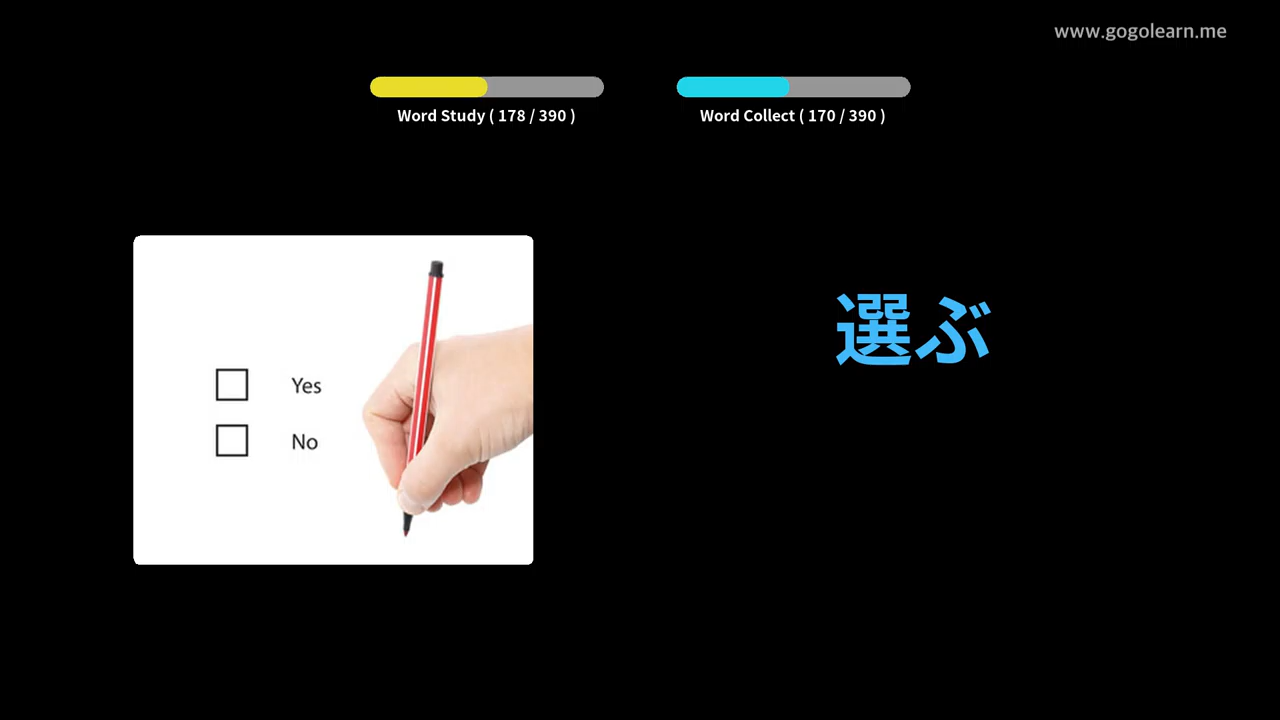 www.gogolearn.me
Word Study ( 178 / 390 )
Word Collect ( 170 / 390 )
選ぶ
Yes
No